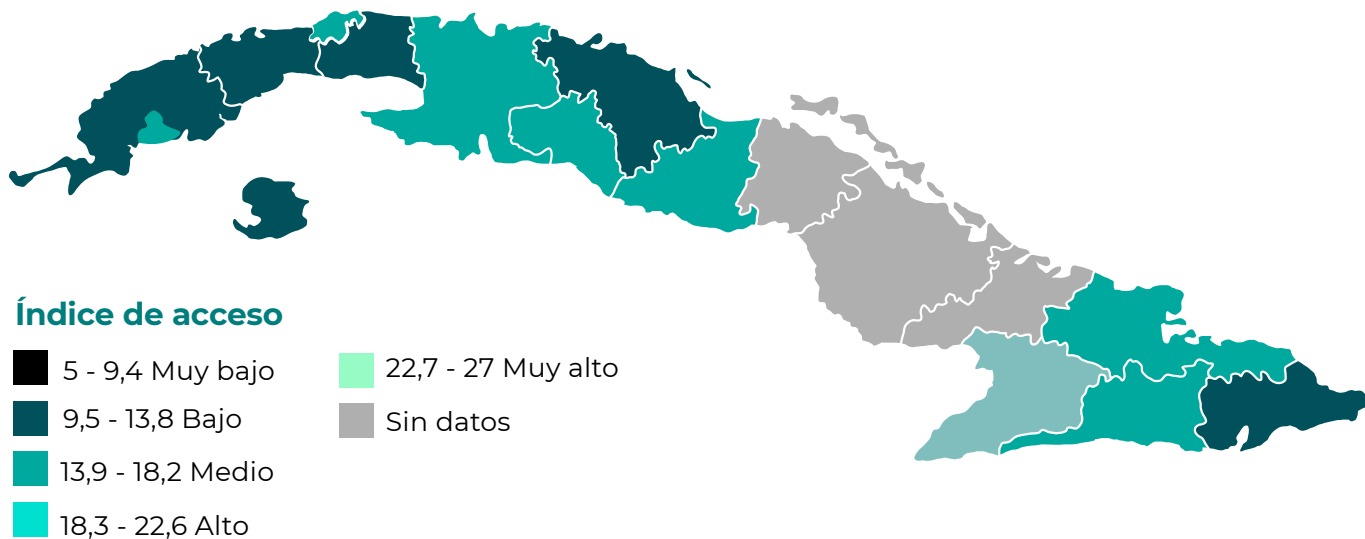 Índice de acceso
5 - 9,4 Muy bajo
9,5 - 13,8 Bajo
13,9 - 18,2 Medio
18,3 - 22,6 Alto
22,7 - 27 Muy alto
Sin datos